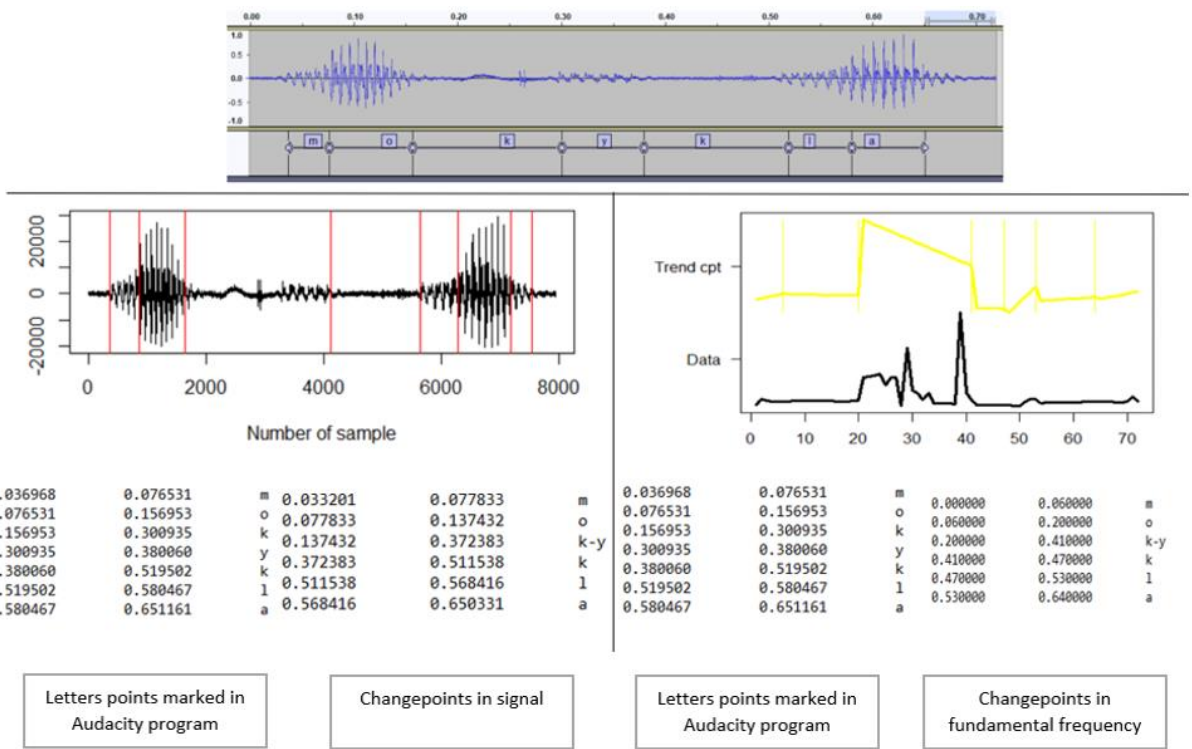 0.00 0.10 0.20 0.30 0.40 0.50 0.60 0.70
1.0
0.5
0.0
-0.5
-1.0
m o k y k l a
20000
0
-20000
0 2000 4000 6000 8000
Number of sample
Trend cpt
Data
0 10 20 30 40 50 60 70
.036968 0.076531 m
.076531 0.156953 o
.156953 0.300935 k
.300935 0.380060 y
.380060 0.519502 k
.519502 0.580467 l
.580467 0.651161 a
0.033201 0.077833 m
0.077833 0.137432 o
0.137432 0.372383 k-y
0.372383 0.511538 k
0.511538 0.568416 l
0.568416 0.650331 a
0.036968 0.076531 m
0.076531 0.156953 o
0.156953 0.300935 k
0.300935 0.380060 y
0.380060 0.519502 k
0.519502 0.580467 l
0.580467 0.651161 a
0.000000 0.060000 m
0.060000 0.200000 o
0.200000 0.410000 k-y
0.410000 0.470000 k
0.470000 0.530000 l
0.530000 0.640000 a
Letters points marked in
Audacity program
Changepoints in signal
Letters points marked in
Audacity program
Changepoints in
fundamental frequency